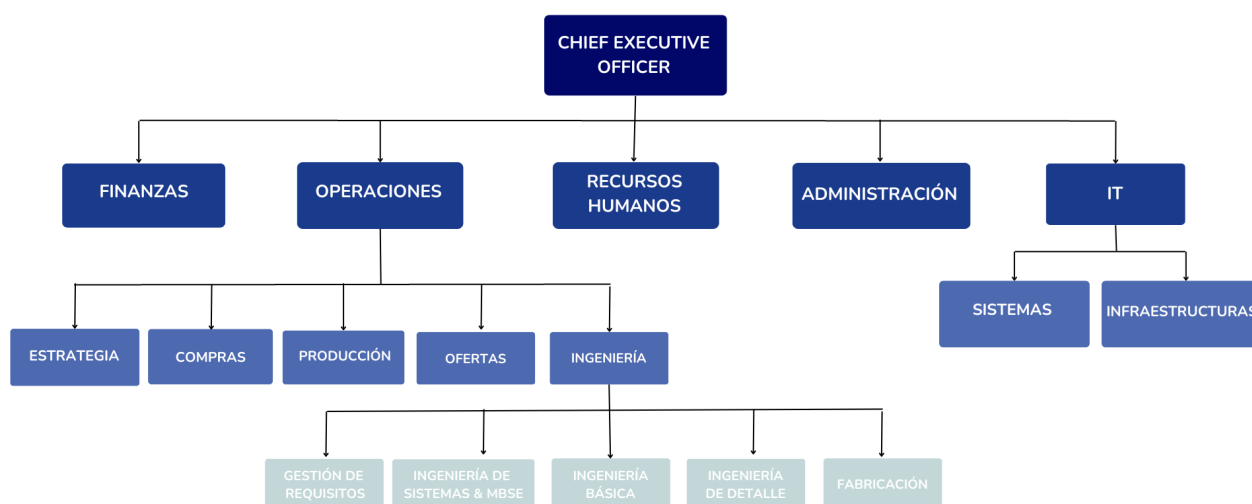 CHIEF EXECUTIVE
OFFICER
FINANZAS
OPERACIONES
RECURSOS
HUMANOS
ADMINISTRACIÓN
IT
SISTEMAS
INFRAESTRUCTURAS
ESTRATEGIA
COMPRAS
PRODUCCIÓN
OFERTAS
INGENIERÍA
GESTIÓN DE
REQUISITOS
INGENIERÍA DE
SISTEMAS & MBSE
INGENIERÍA
BÁSICA
INGENIERÍA
DE DETALLE
FABRICACIÓN